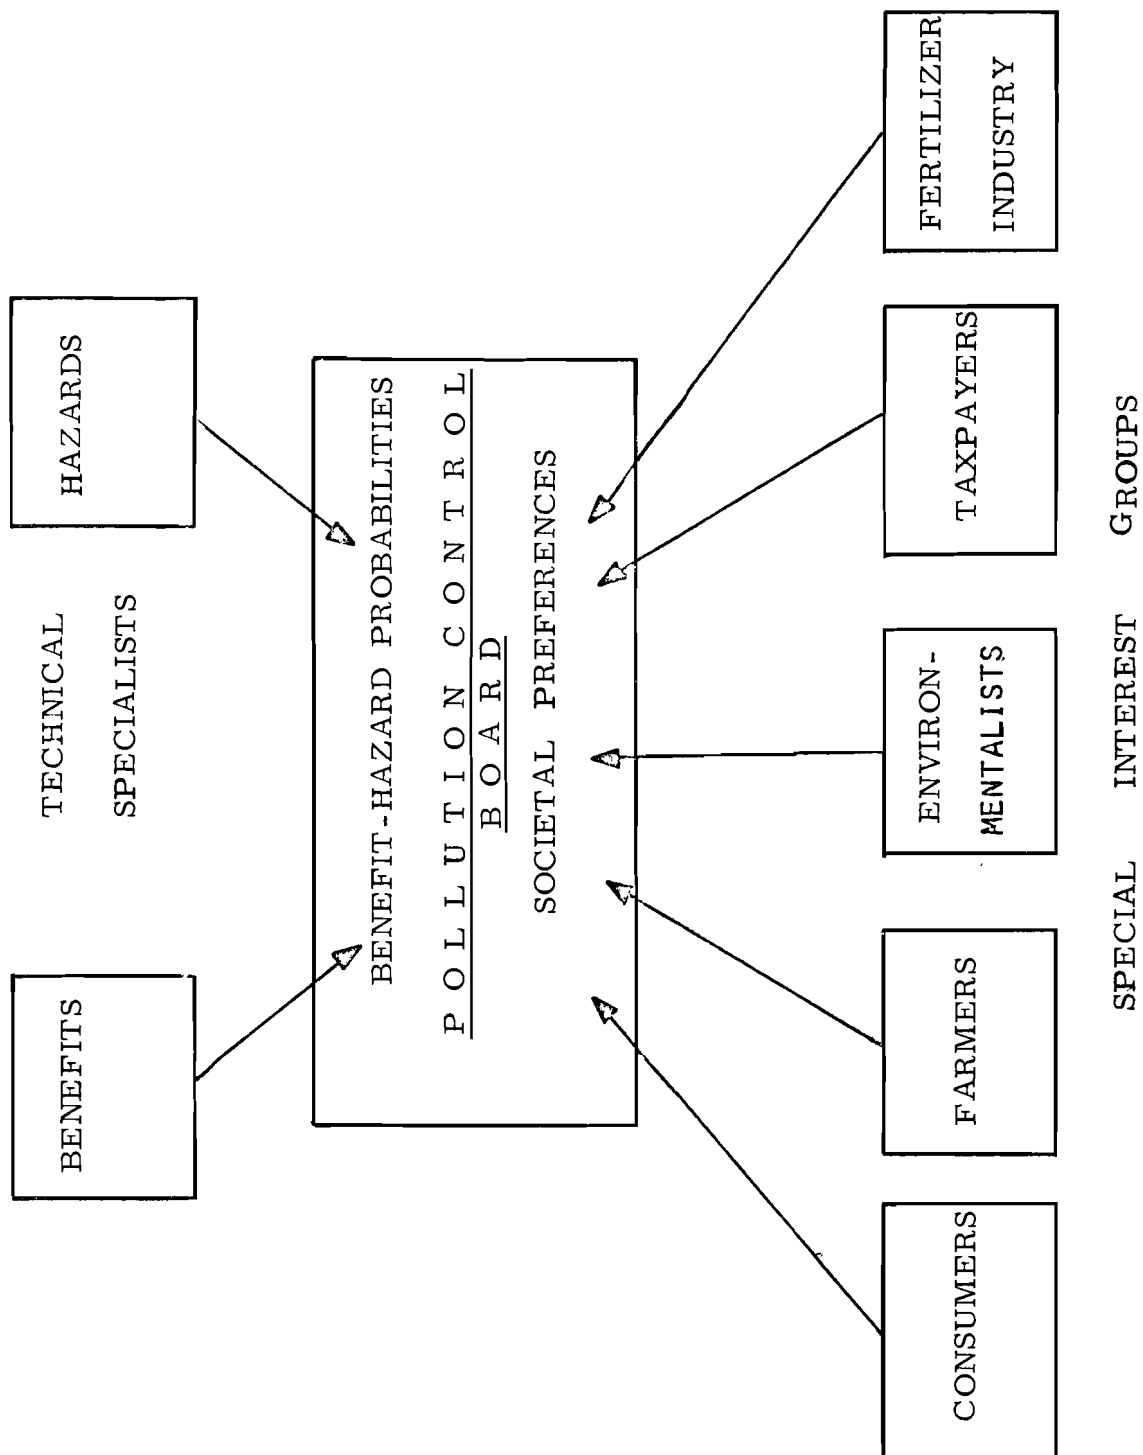 TECHNICAL
SPECIALISTS
BENEFITS
HAZARDS
BENEFIT-HAZARD PROBABILITIES
POLLUTION CONTROL
BOARD
SOCIETAL PREFERENCES
CONSUMERS
FARMERS
ENVIRON-
MENTALISTS
TAXPAYERS
FERTILIZER
INDUSTRY
SPECIAL INTEREST GROUPS